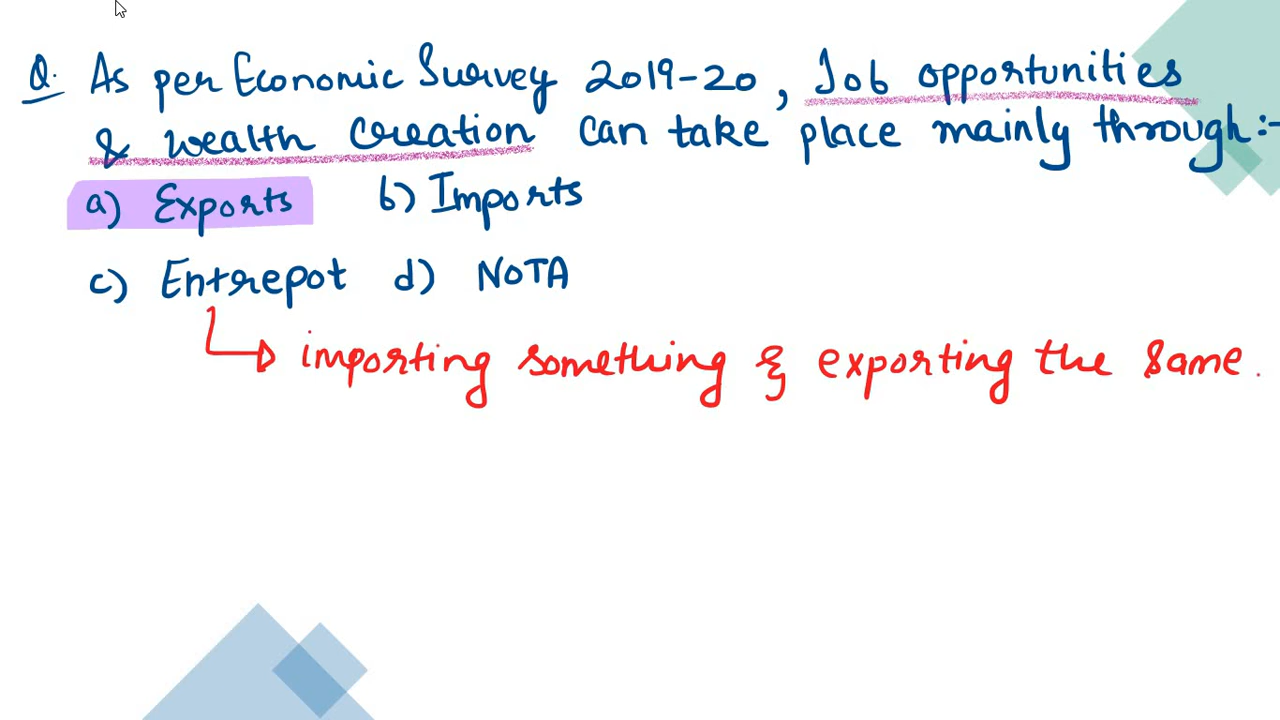 Q. As per Economic Survey 2019-20, Job opportunities
& wealth creation can take place mainly through:-
a) Exports b) Imports
c) Entrepot d) NOTA
importing something & exporting the same.